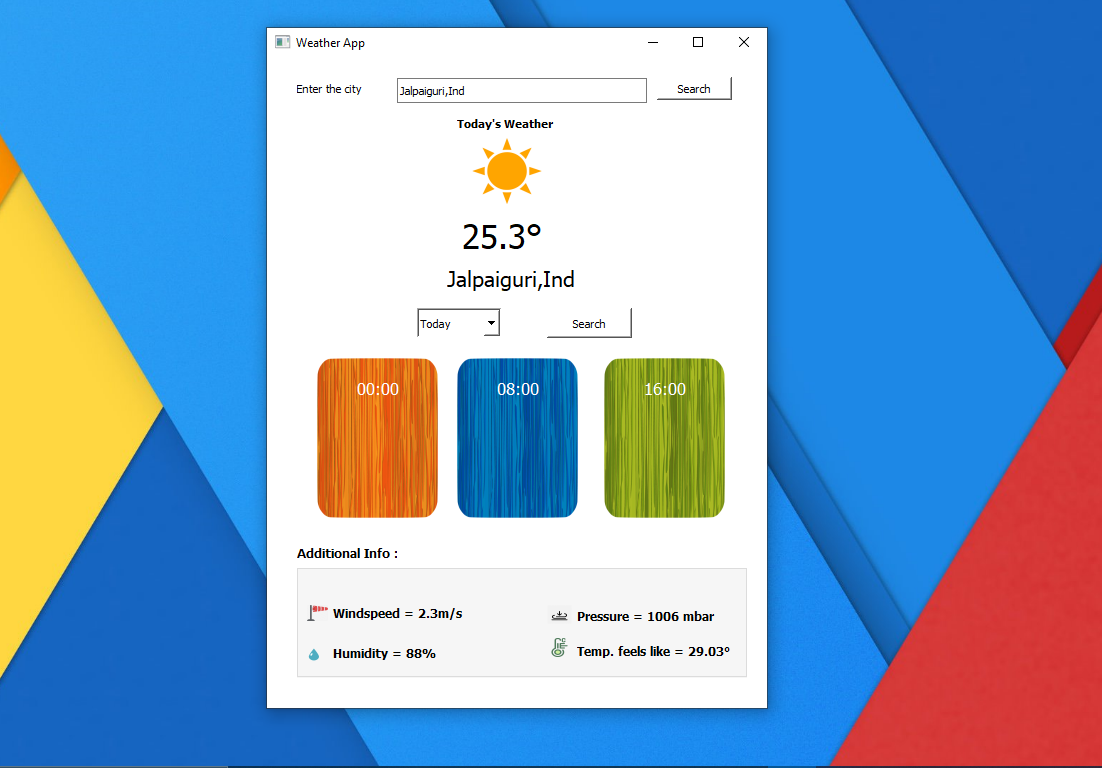 Weather App
Enter the city
Jalpaiguri,Ind
Search
Today's Weather
25.3°
Jalpaiguri,Ind
Today
Search
00:00
08:00
16:00
Additional Info :
Windspeed = 2.3m/s
Pressure = 1006 mbar
Humidity = 88%
Temp. feels like = 29.03°